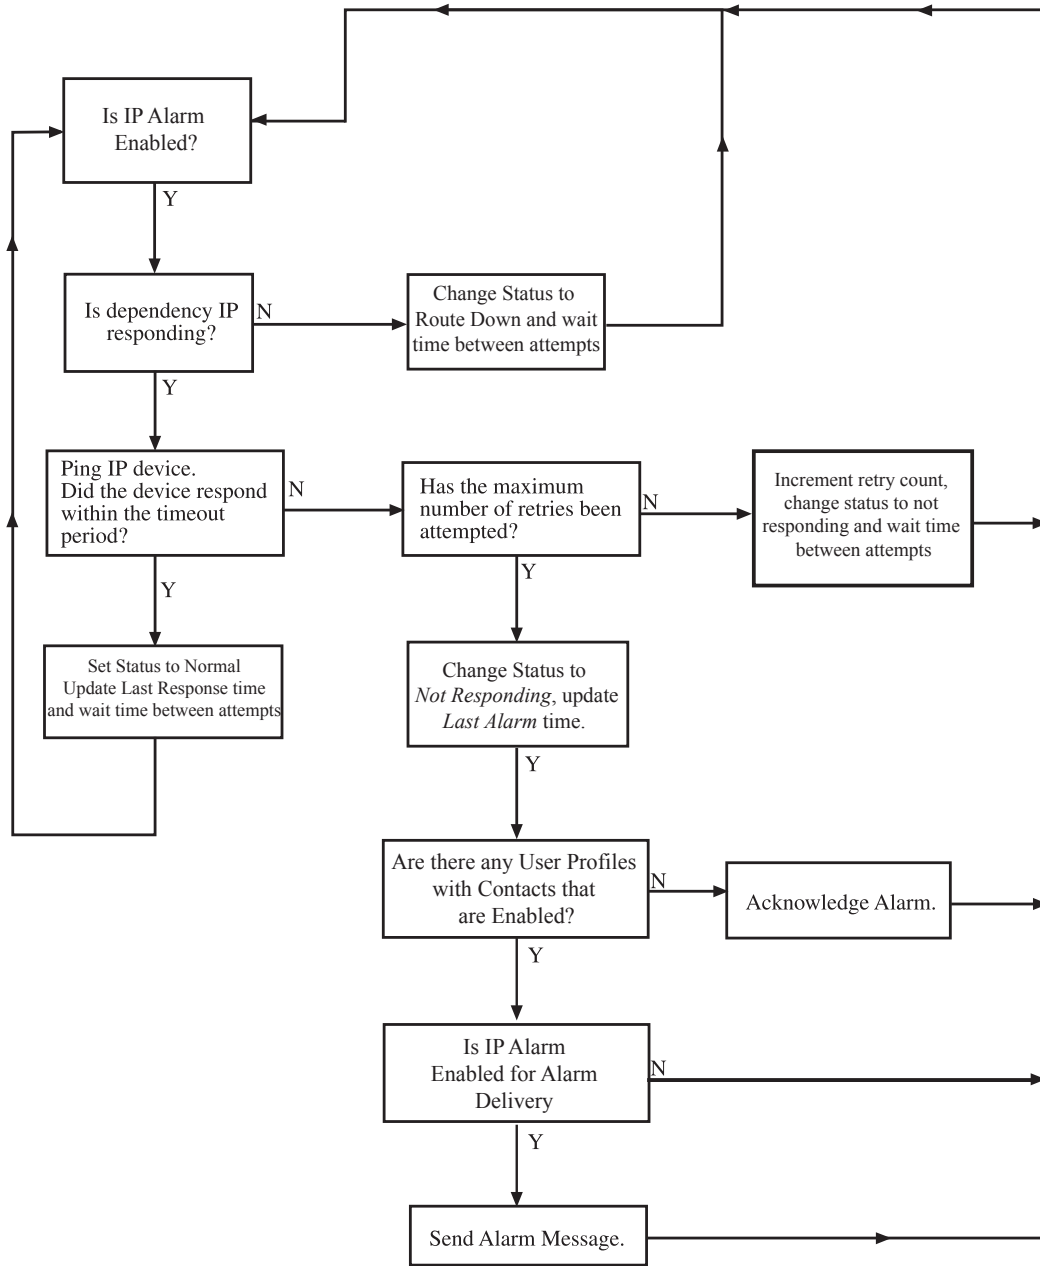 Is IP Alarm
Enabled?
Y
Is dependency IP
responding?
N
Change Status to
Route Down and wait
time between attempts
Y
Ping IP device.
Did the device respond
within the timeout
period?
N
Has the maximum
number of retries been
attempted?
N
Increment retry count,
change status to not
responding and wait time
between attempts
Y
Y
Set Status to Normal
Update Last Response time
and wait time between attempts
Change Status to
Not Responding, update
Last Alarm time.
Y
Are there any User Profiles
with Contacts that
are Enabled?
N
Acknowledge Alarm.
Y
Is IP Alarm
Enabled for Alarm
Delivery
N
Y
Send Alarm Message.